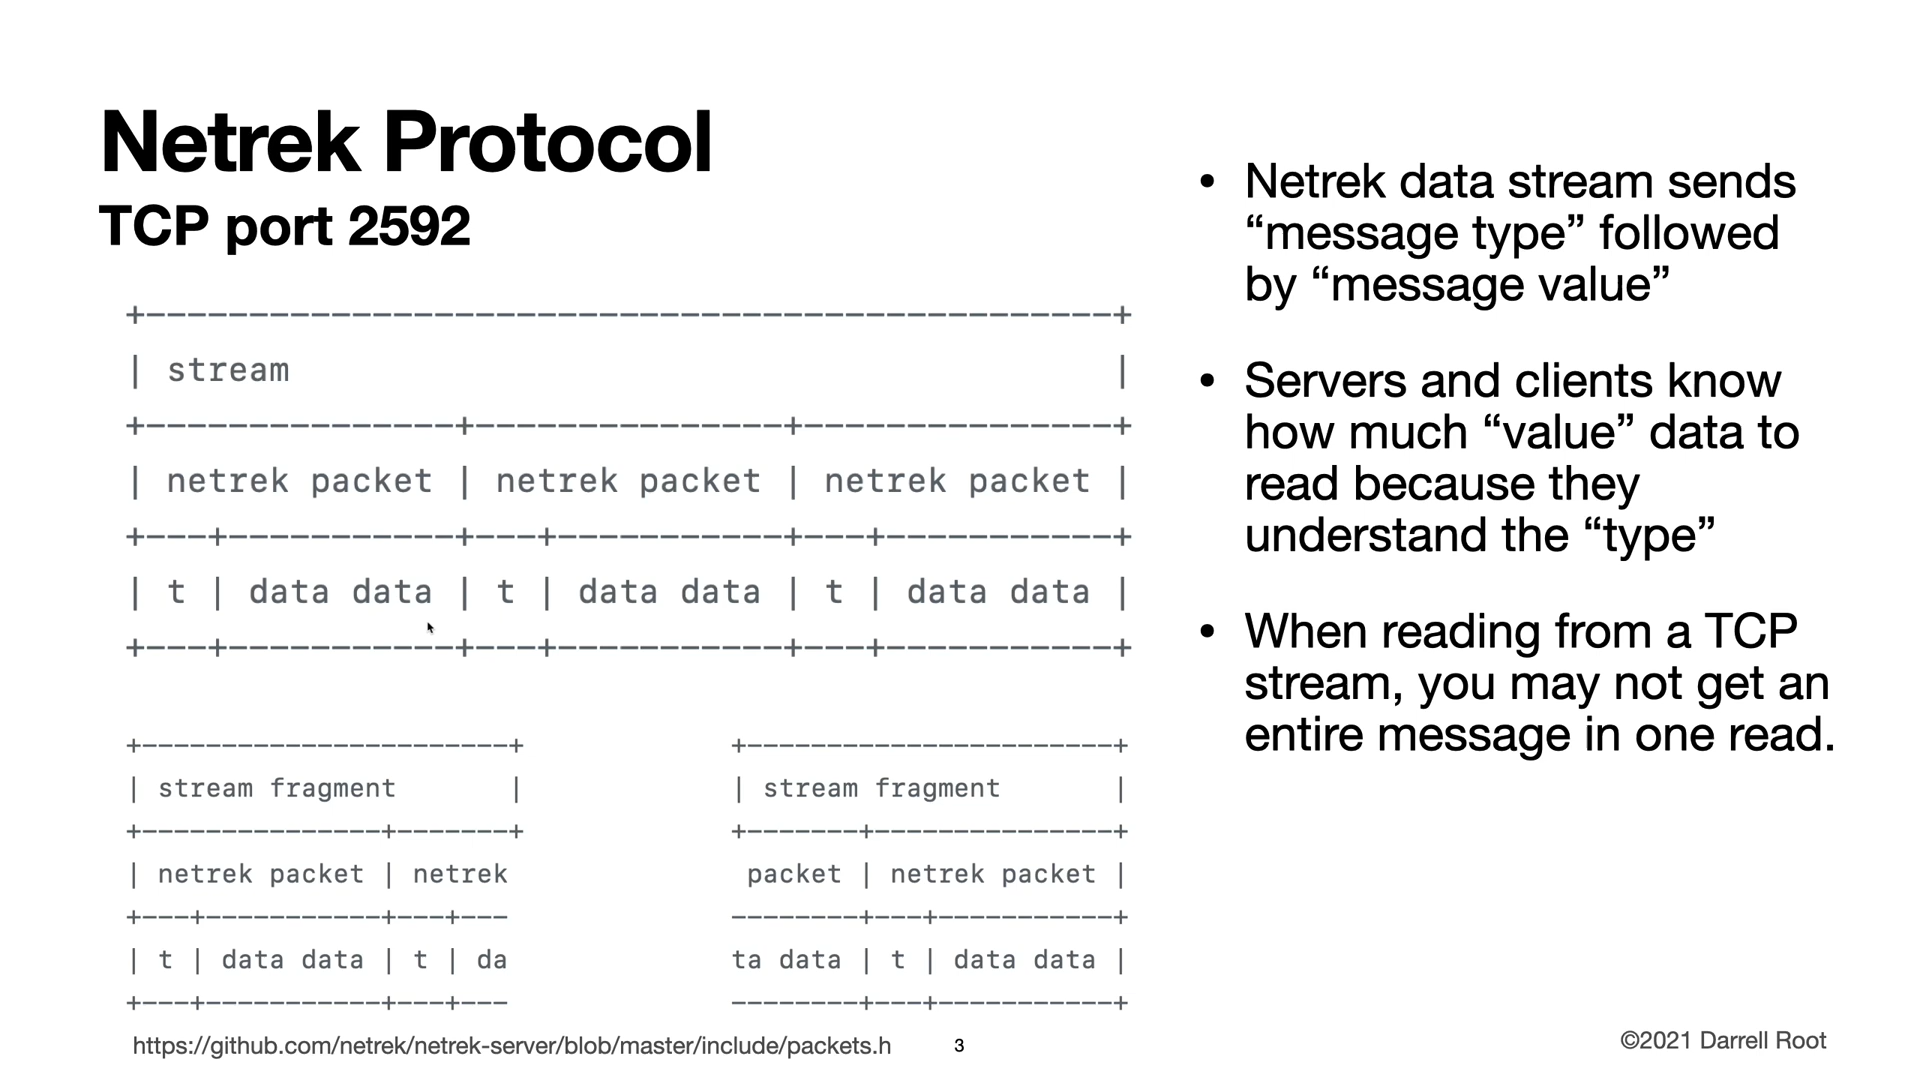 Netrek Protocol
TCP port 2592
+-----------------------------------------------+
| stream                                        |
+---------------+---------------+---------------+
| netrek packet | netrek packet | netrek packet |
+---+-----------+---+-----------+---+-----------+
| t | data data | t | data data | t | data data |
+---+-----------+---+-----------+---+-----------+
+-----------------------+
| stream fragment       |
+---------------+-------+
| netrek packet | netrek
+---+-----------+---+---
| t | data data | t | da
+---+-----------+---+---
+-----------------------+
| stream fragment       |
+-------+---------------+
packet | netrek packet |
--------+---+-----------+
ta data | t | data data |
--------+---+-----------+
• Netrek data stream sends
“message type” followed
by “message value”
• Servers and clients know
how much “value” data to
read because they
understand the “type”
• When reading from a TCP
stream, you may not get an
entire message in one read.
https://github.com/netrek/netrek-server/blob/master/include/packets.h
3
©2021 Darrell Root